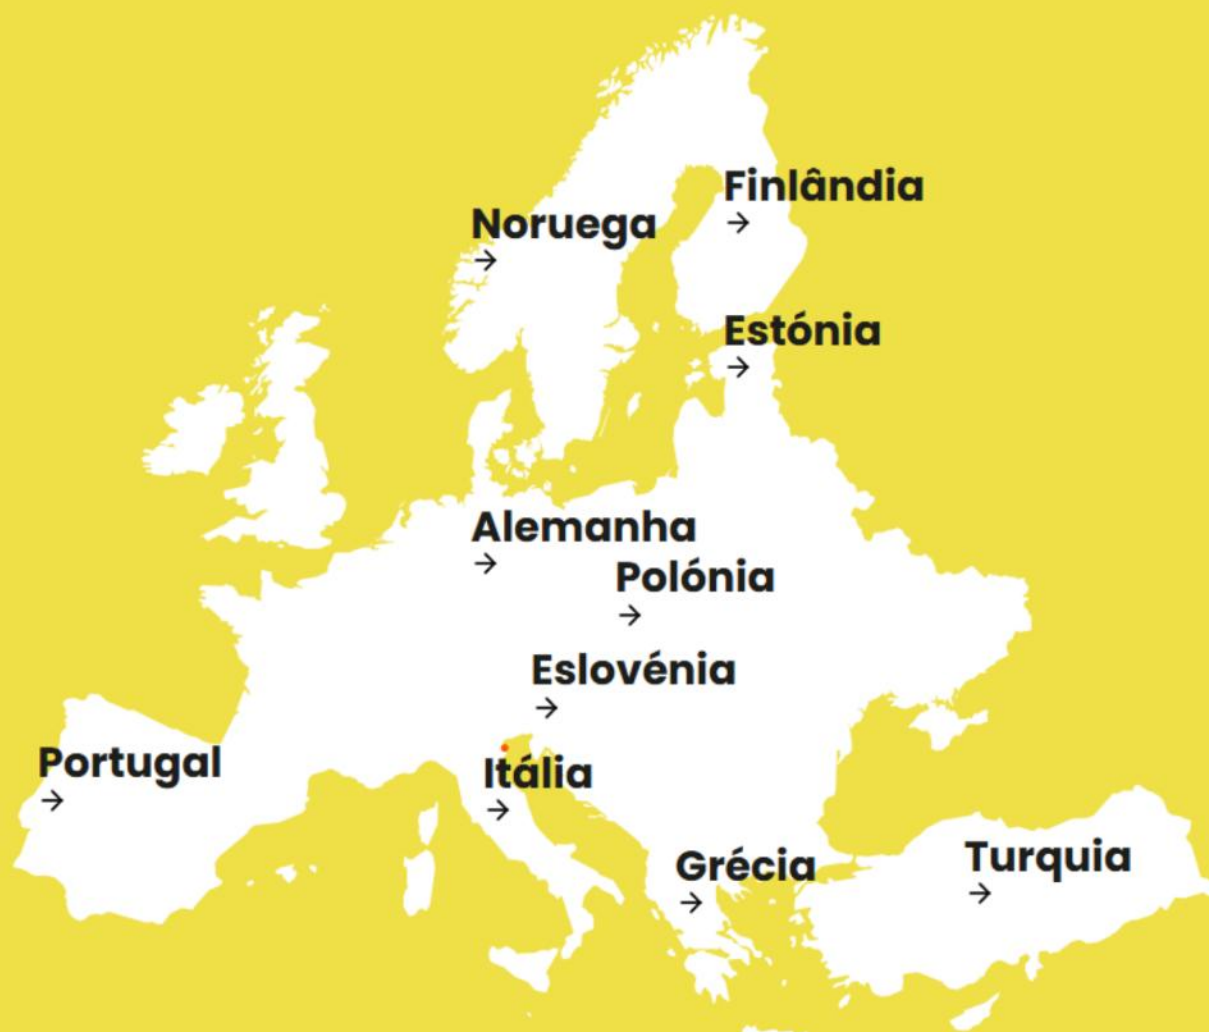 Finlândia
→
Noruega
→
Estónia
→
Alemanha
→
Polónia
→
Eslovénia
→
Portugal
→
Itália
→
Grécia
→
Turquia
→